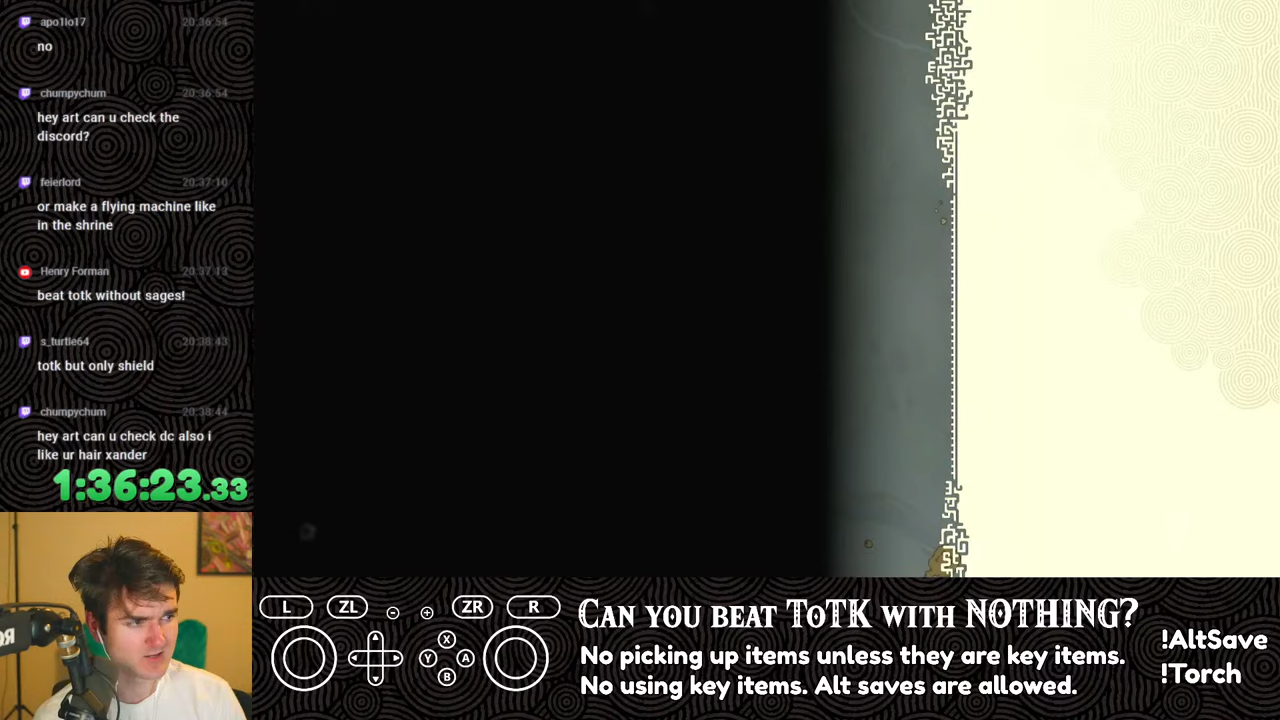 apo1lo17 20:36:54
no
chumpychum 20:36:54
hey art can u check the
discord?
feierlord 20:37:10
or make a flying machine like
in the shrine
Henry Forman 20:37:13
beat totk without sages!
s_turtle64 20:38:43
totk but only shield
chumpychum 20:38:44
hey art can u check dc also i
like ur hair xander
1:36:23.33
L ZL - + ZR R
X
Y A
B
CAN YOU BEAT TOTK WITH NOTHING?
No picking up items unless they are key items.
No using key items. Alt saves are allowed.
!AltSave
!Torch